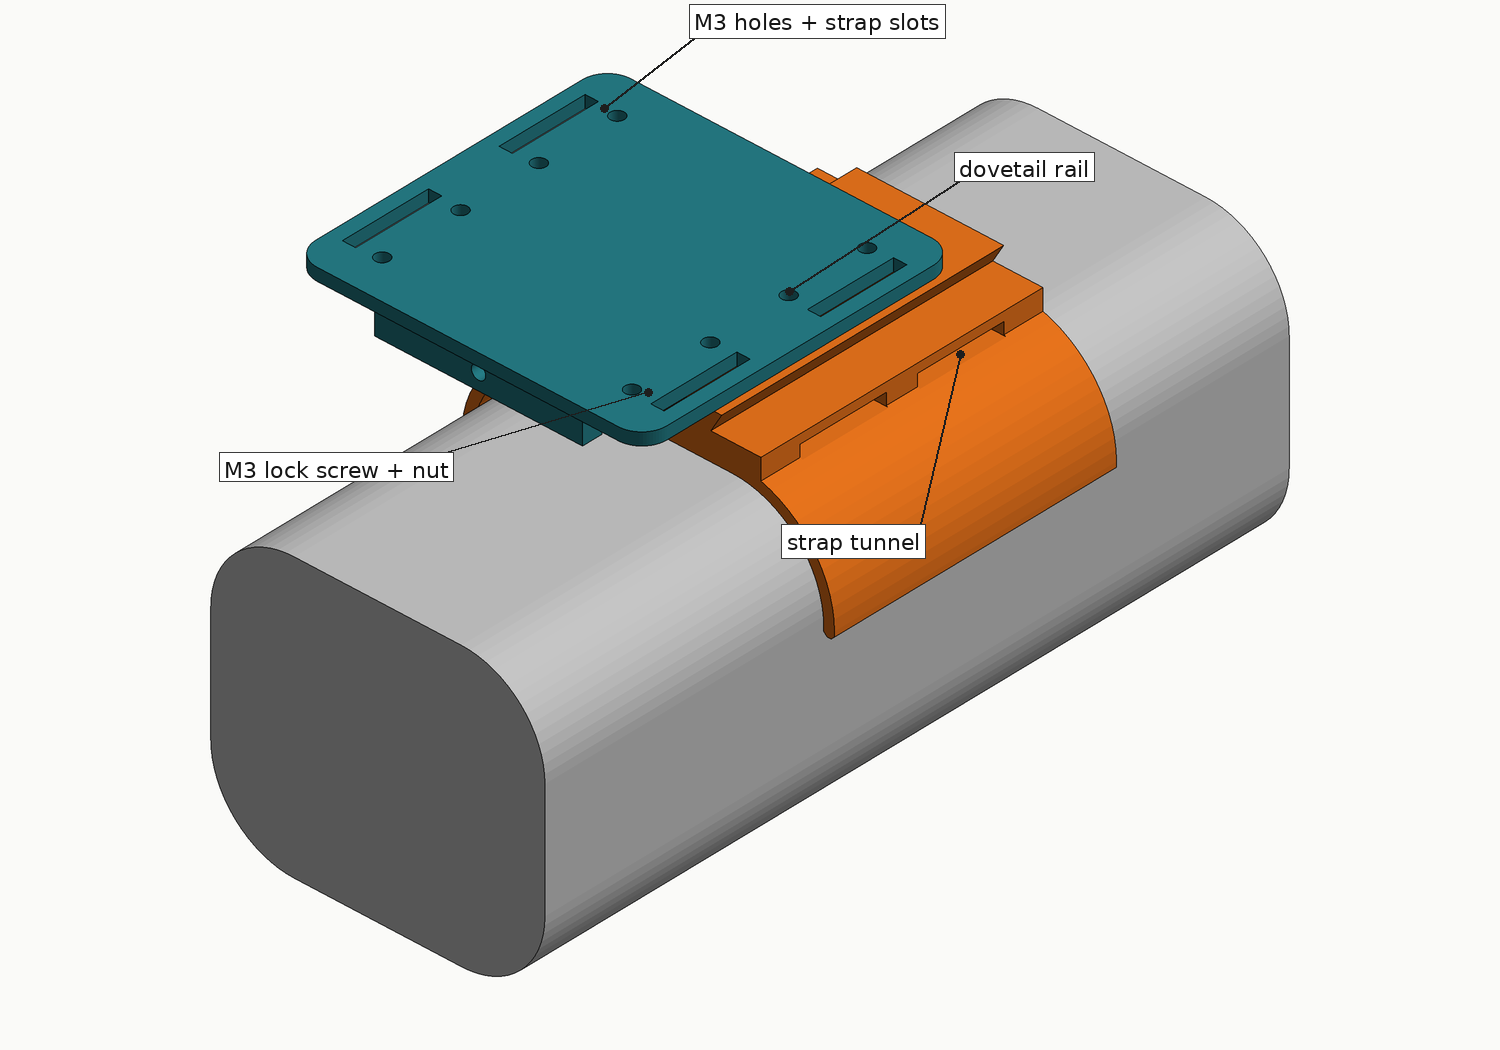 M3 holes + strap slots
dovetail rail
M3 lock screw + nut
strap tunnel